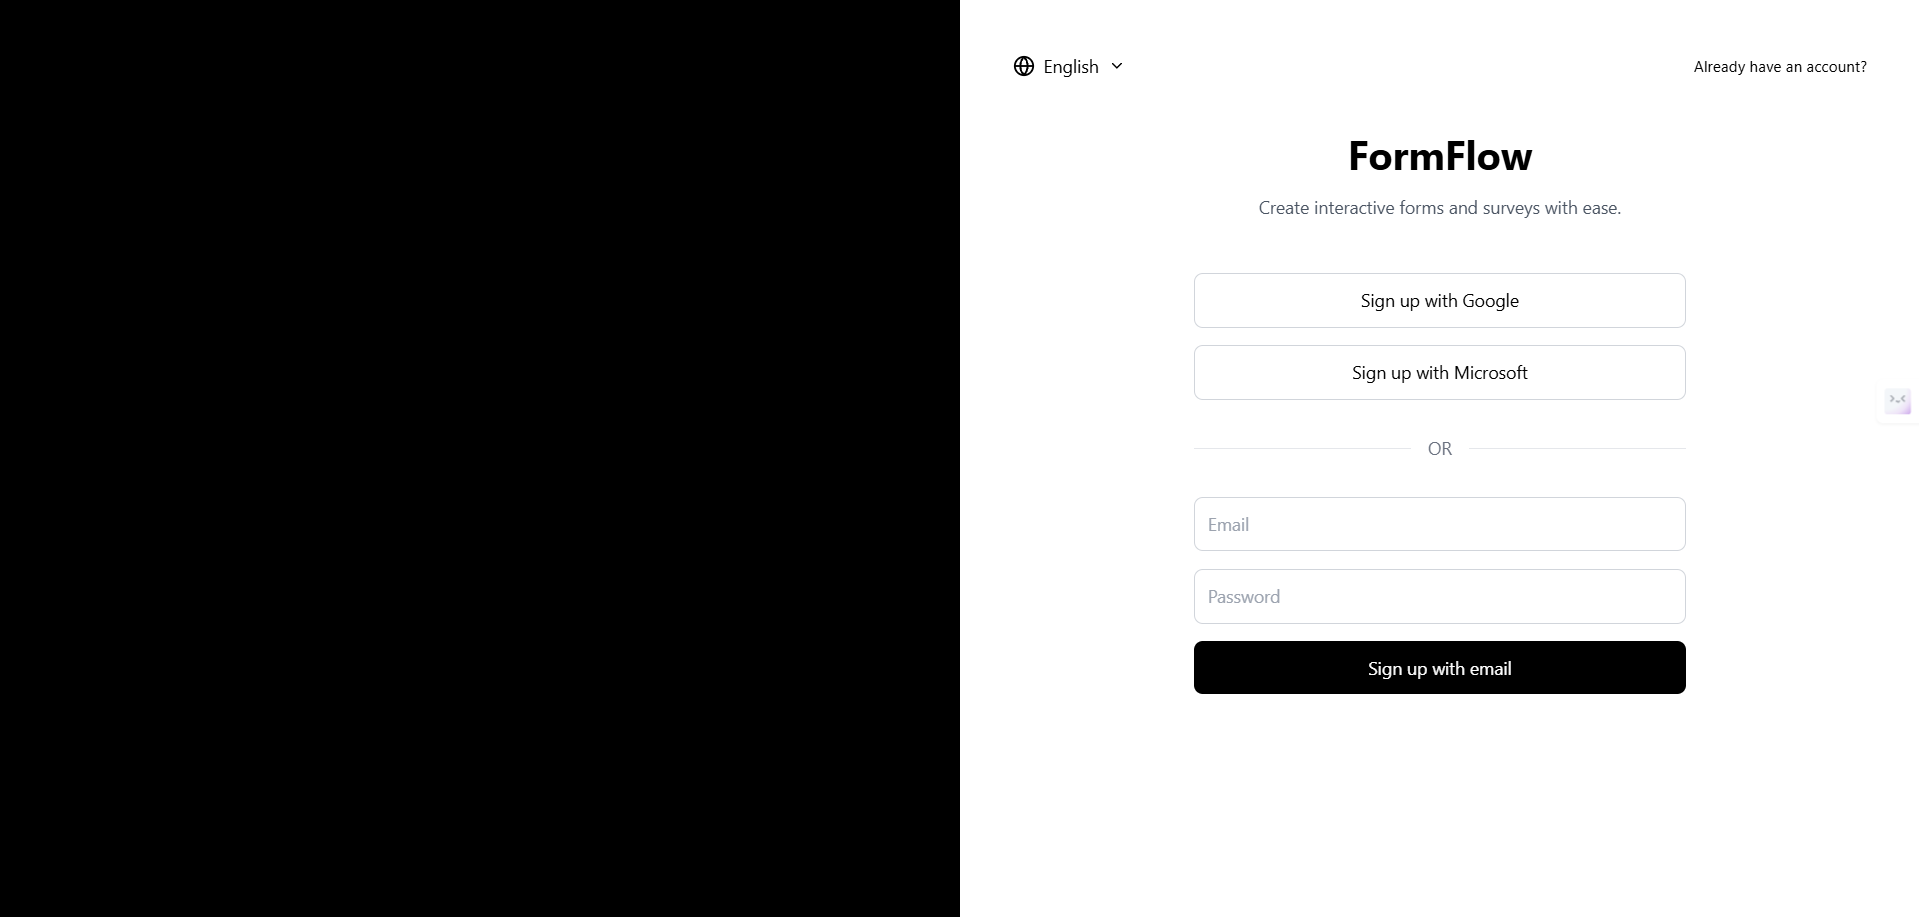 English
Already have an account?
FormFlow
Create interactive forms and surveys with ease.
Sign up with Google
Sign up with Microsoft
OR
Email
Password
Sign up with email